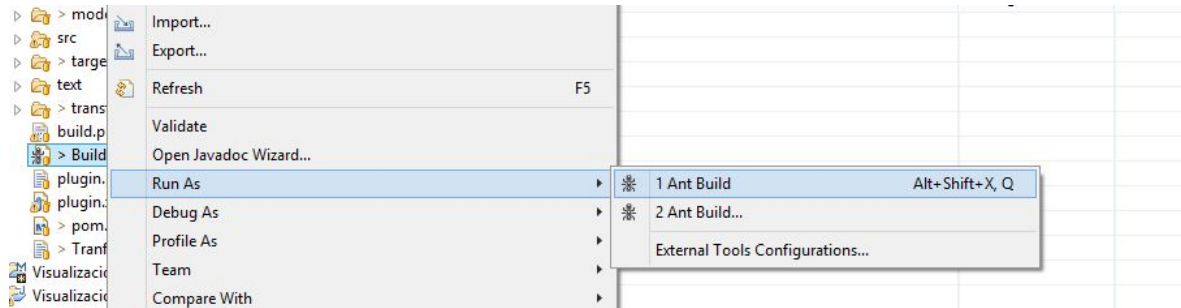 > mode
Import...
src
Export...
> targe
text
Refresh F5
> trans
Validate
build.p
Open Javadoc Wizard...
> Build
Run As 1 Ant Build Alt+Shift+X, Q
plugin.
Debug As 2 Ant Build...
plugin.
Profile As External Tools Configurations...
> pom.
> Tranf
Team
Visualizacio
Compare With
Visualizacio